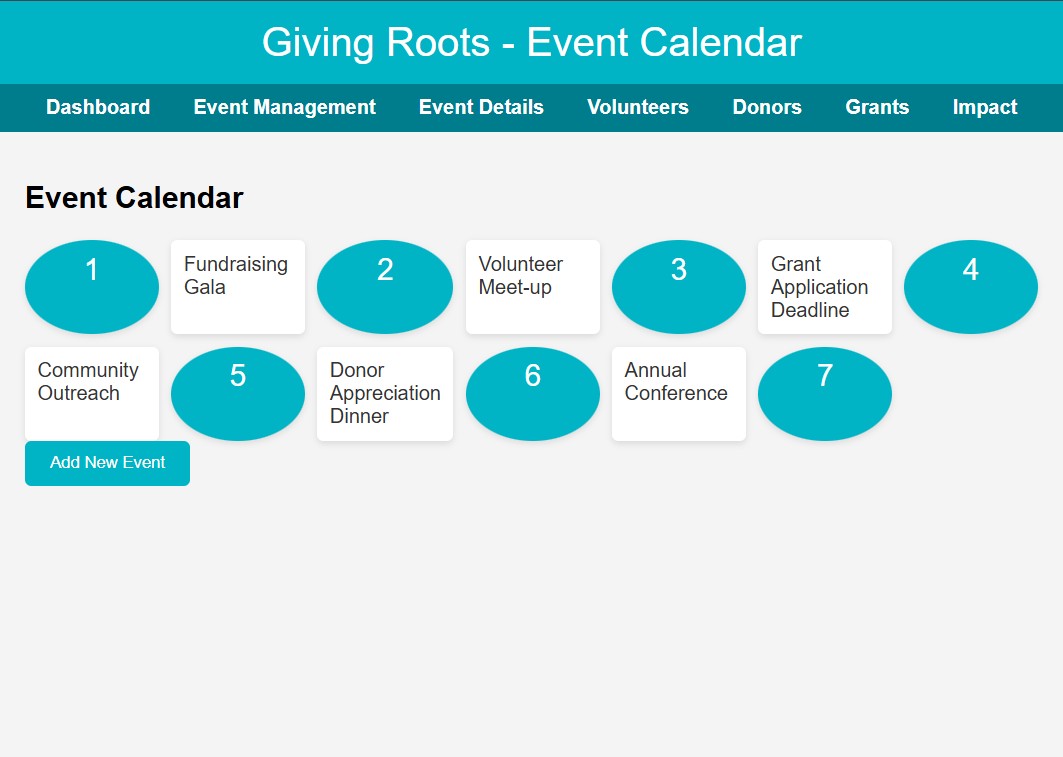 Giving Roots - Event Calendar
Dashboard Event Management Event Details Volunteers Donors Grants Impact
Event Calendar
1
Fundraising
Gala
2
Volunteer
Meet-up
3
Grant
Application
Deadline
4
Community
Outreach
5
Donor
Appreciation
Dinner
6
Annual
Conference
7
Add New Event